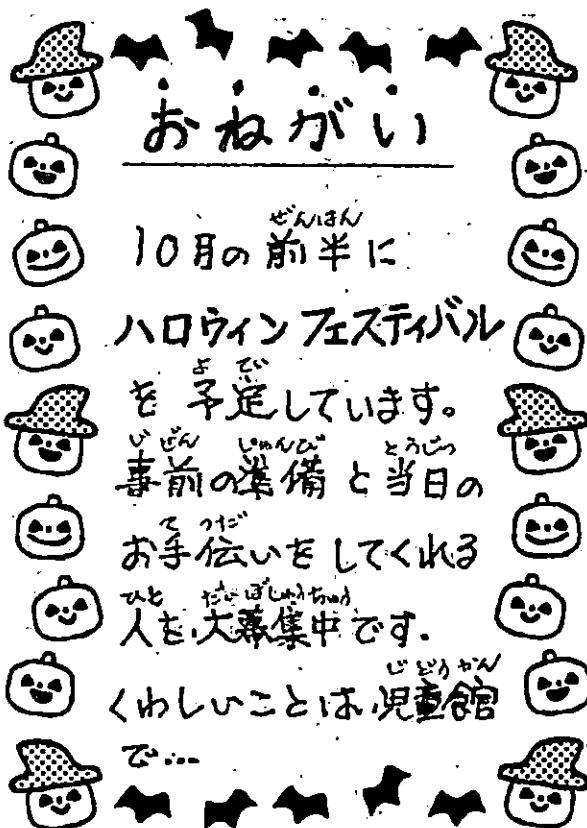 おねがい
10月の前半に
ハロウィンフェスティバル
を予定しています。
事前の準備と当日の
お手伝いをしてくれる
人を大募集中です.
くわしいことは児童館
で...